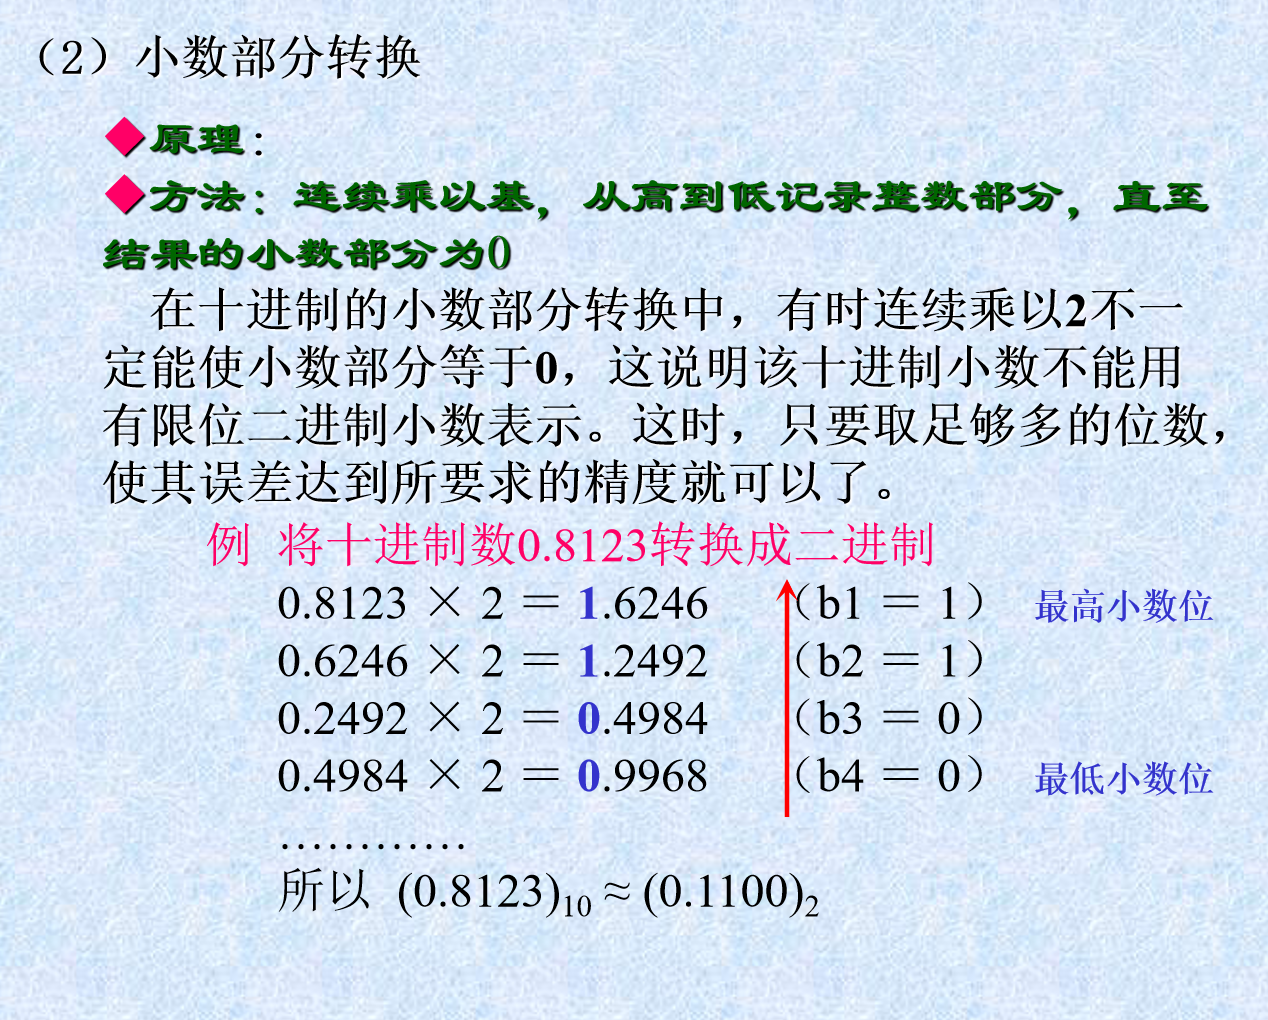 （2）小数部分转换
◆原理：
◆方法：连续乘以基，从高到低记录整数部分，直至
结果的小数部分为0
在十进制的小数部分转换中，有时连续乘以2不一
定能使小数部分等于0，这说明该十进制小数不能用
有限位二进制小数表示。这时，只要取足够多的位数，
使其误差达到所要求的精度就可以了。
例 将十进制数0.8123转换成二进制
0.8123 × 2 ＝ 1.6246 （b1 ＝ 1） 最高小数位
0.6246 × 2 ＝ 1.2492 （b2 ＝ 1）
0.2492 × 2 ＝ 0.4984 （b3 ＝ 0）
0.4984 × 2 ＝ 0.9968 （b4 ＝ 0） 最低小数位
…………
所以 (0.8123)10 ≈ (0.1100)2